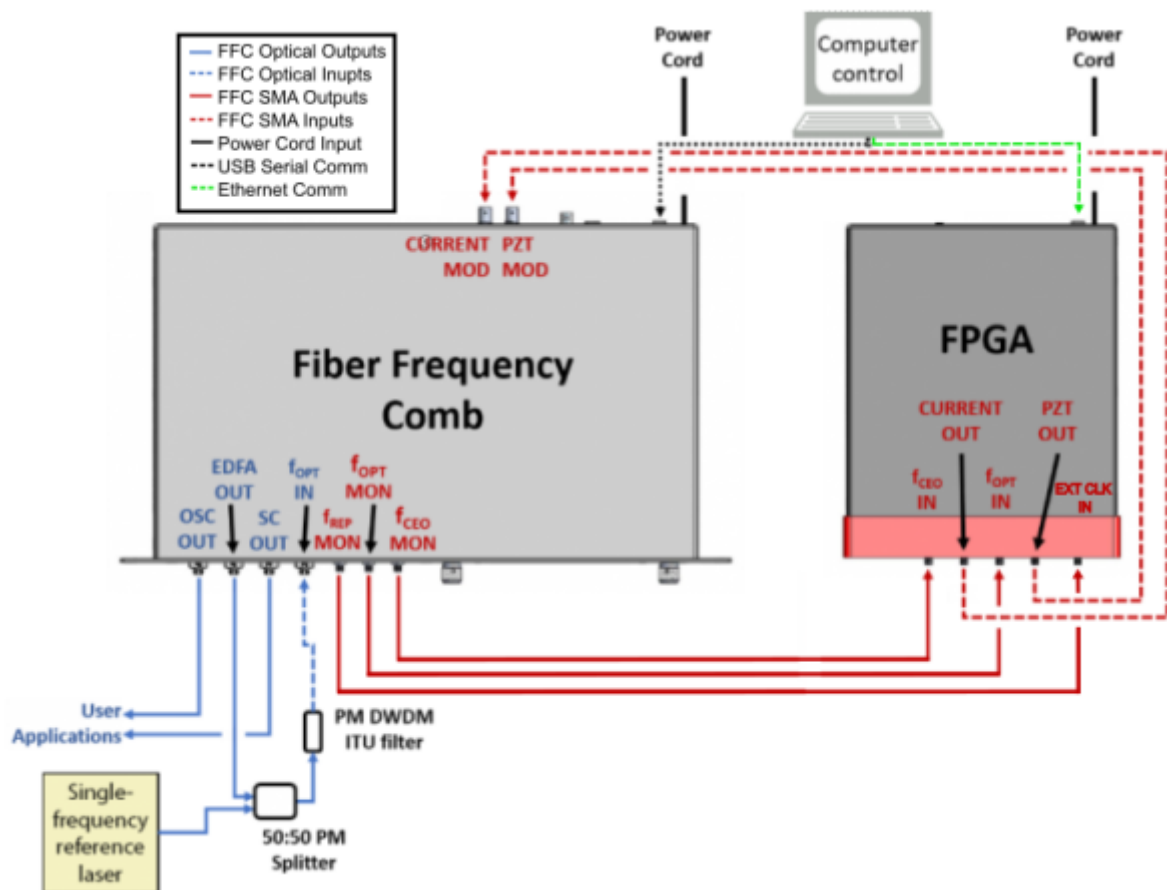 FFC Optical Outputs
FFC Optical Inupts
FFC SMA Outputs
FFC SMA Inputs
Power Cord Input
USB Serial Comm
Ethernet Comm
Power
Cord
Computer
control
Power
Cord
CURRENT
MOD
PZT
MOD
Fiber Frequency
Comb
FPGA
CURRENT
OUT
PZT
OUT
fCEO
IN
fOPT
IN
EXT CLK
IN
EDFA
OUT
fOPT
IN
fOPT
MON
OSC
OUT
SC
OUT
fREP
MON
fCEO
MON
User
Applications
PM DWDM
ITU filter
Single-
frequency
reference
laser
50:50 PM
Splitter